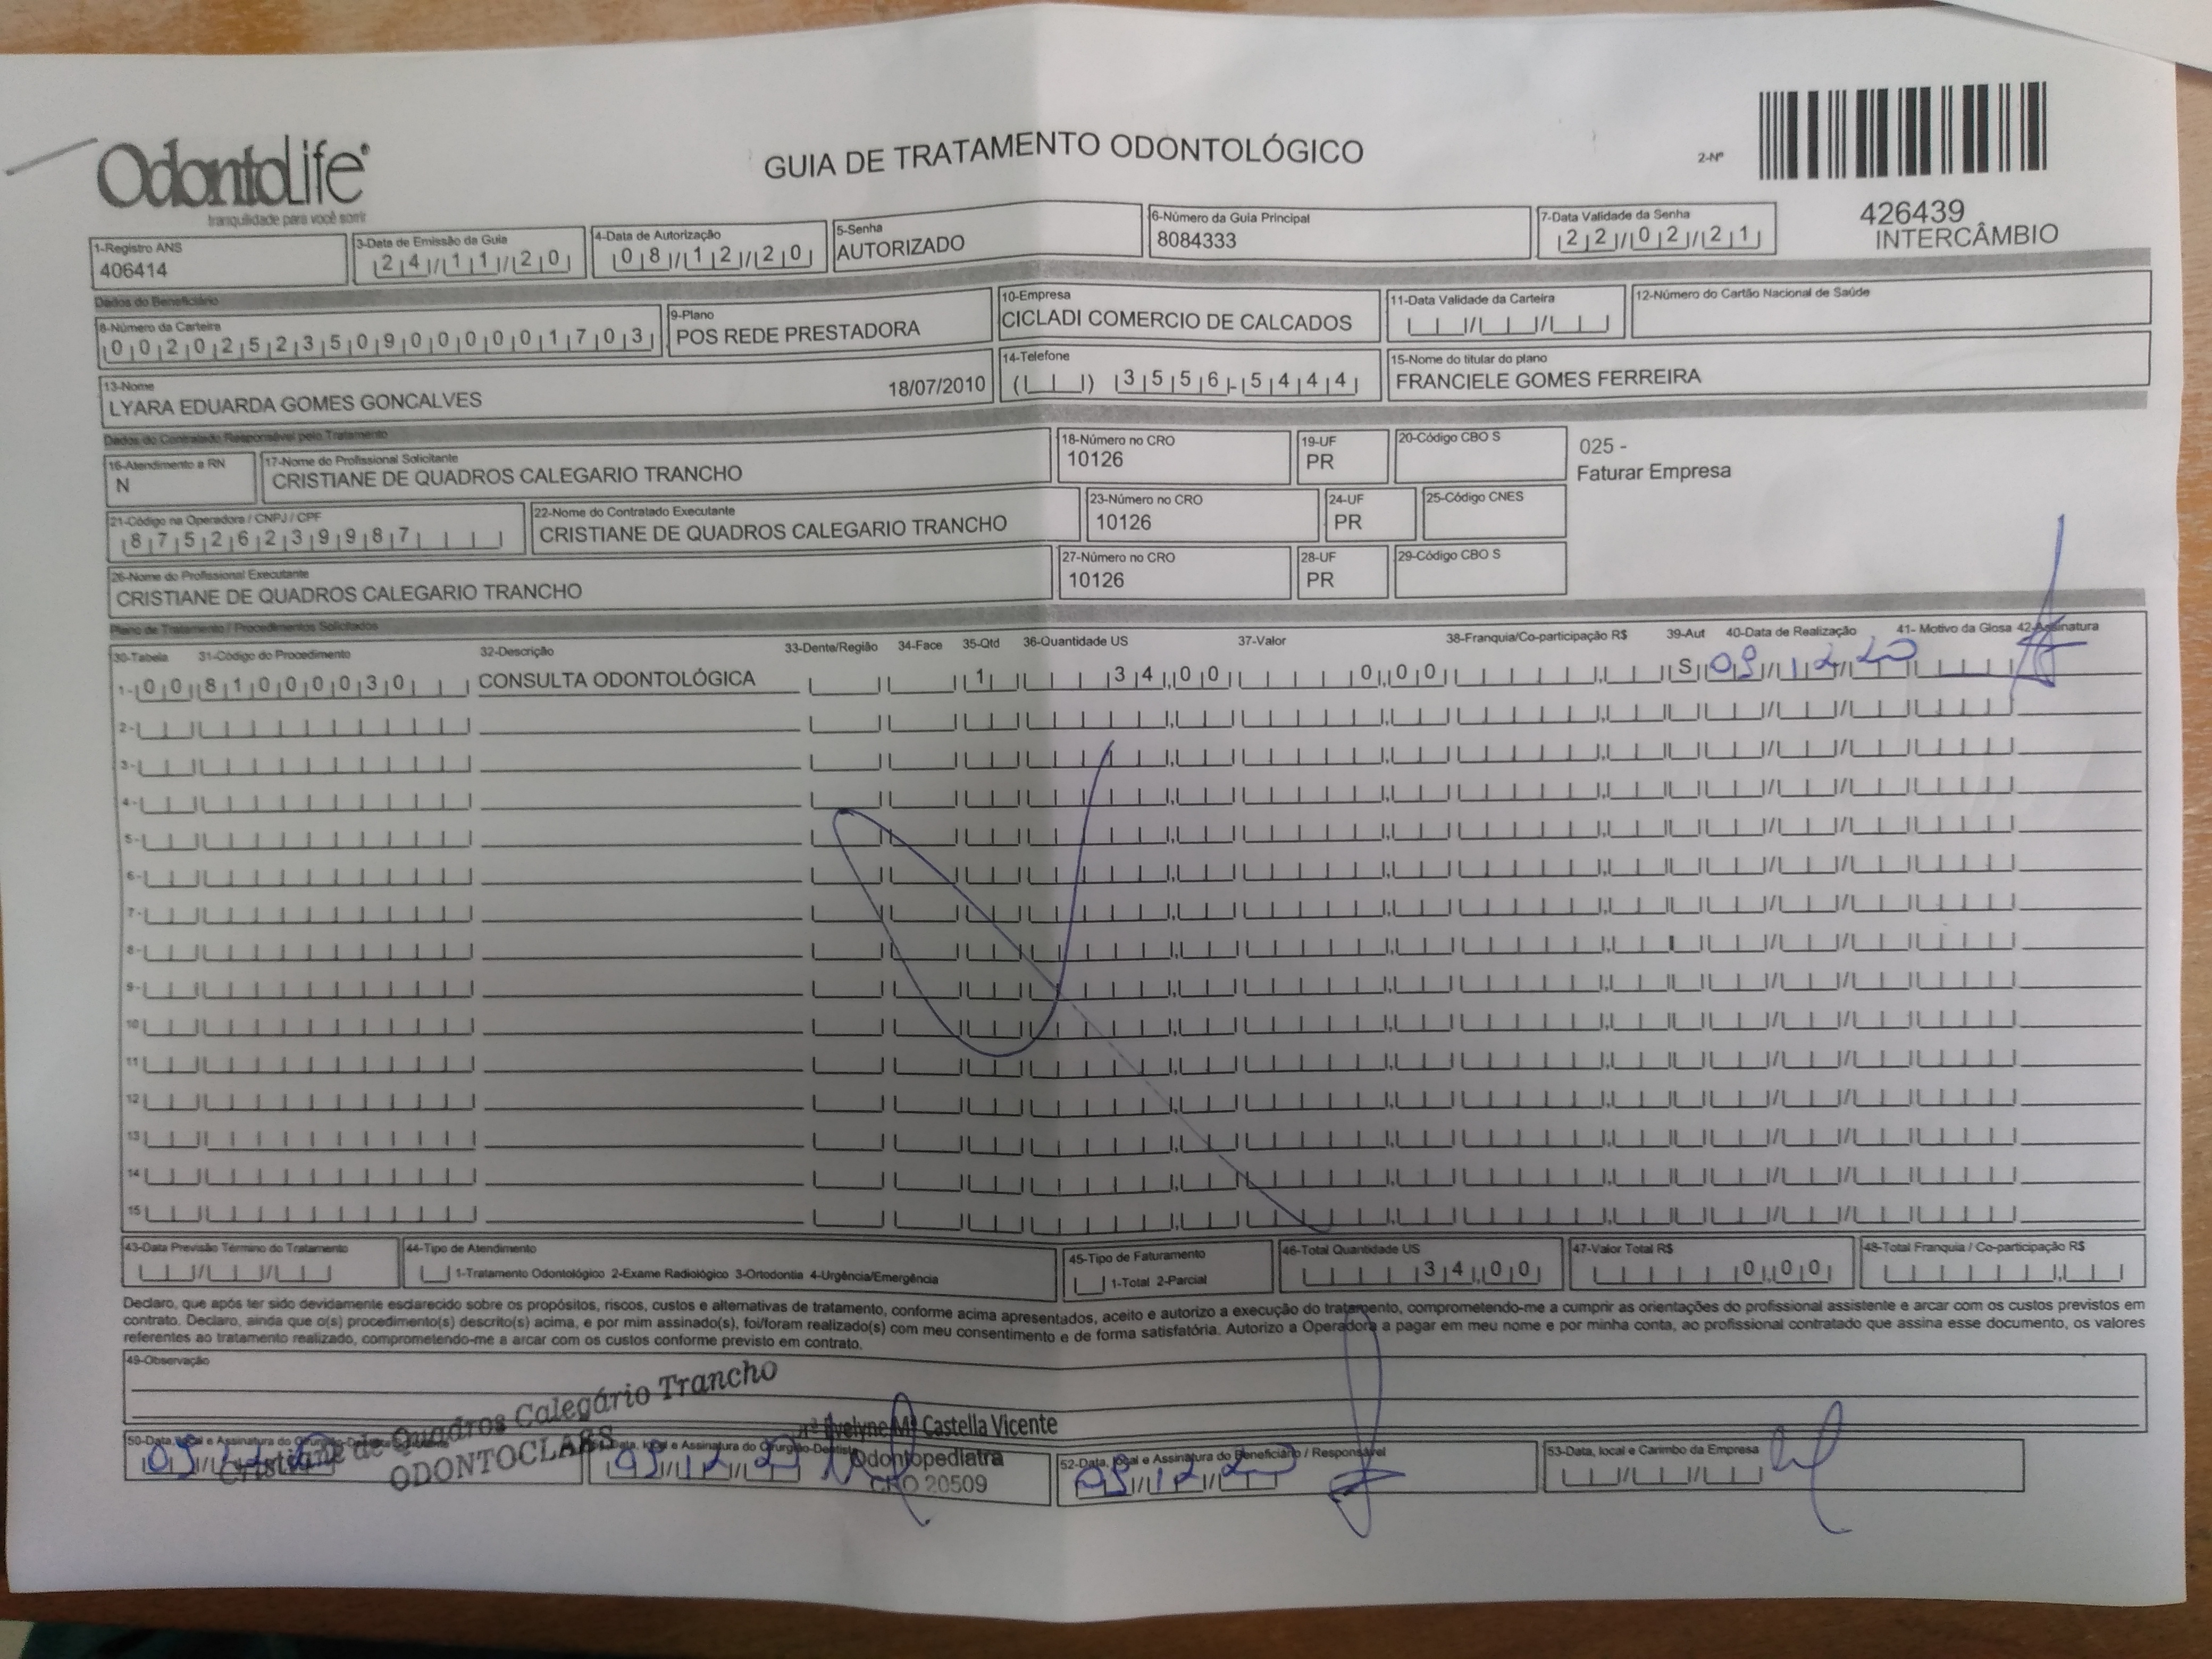 OdontoLife
tranquilidade para você sorrir
GUIA DE TRATAMENTO ODONTOLÓGICO
2-Nº
426439
INTERCÂMBIO
1-Registro ANS
406414
3-Data de Emissão da Guia
24/11/20
4-Data de Autorização
08/12/20
5-Senha
AUTORIZADO
6-Número da Guia Principal
8084333
7-Data Validade da Senha
22/02/21
Dados do Beneficiário
8-Número da Carteira
00202523509000001703
9-Plano
POS REDE PRESTADORA
10-Empresa
CICLADI COMERCIO DE CALCADOS
11-Data Validade da Carteira
12-Número do Cartão Nacional de Saúde
13-Nome
LYARA EDUARDA GOMES GONCALVES 18/07/2010
14-Telefone
( ) 3556-5444
15-Nome do titular do plano
FRANCIELE GOMES FERREIRA
Dados do Contratado Responsável pelo Tratamento
16-Atendimento a RN
N
17-Nome do Profissional Solicitante
CRISTIANE DE QUADROS CALEGARIO TRANCHO
18-Número no CRO
10126
19-UF
PR
20-Código CBO S
025 -
Faturar Empresa
21-Código na Operadora / CNPJ / CPF
87526239987
22-Nome do Contratado Executante
CRISTIANE DE QUADROS CALEGARIO TRANCHO
23-Número no CRO
10126
24-UF
PR
25-Código CNES
26-Nome do Profissional Executante
CRISTIANE DE QUADROS CALEGARIO TRANCHO
27-Número no CRO
10126
28-UF
PR
29-Código CBO S
Plano de Tratamento / Procedimentos Solicitados
30-Tabela 31-Código do Procedimento 32-Descrição 33-Dente/Região 34-Face 35-Qtd 36-Quantidade US 37-Valor 38-Franquia/Co-participação R$ 39-Aut 40-Data de Realização 41- Motivo da Glosa 42-Assinatura
1- 00 81000030 CONSULTA ODONTOLÓGICA 1 34,00 0,00 S 09/12/20
2-
3-
4-
5-
6-
7-
8-
9-
10
11
12
13
14
15
43-Data Previsão Término do Tratamento
44-Tipo de Atendimento
1-Tratamento Odontológico 2-Exame Radiológico 3-Ortodontia 4-Urgência/Emergência
45-Tipo de Faturamento
1-Total 2-Parcial
46-Total Quantidade US
34,00
47-Valor Total R$
0,00
48-Total Franquia / Co-participação R$
Declaro, que após ter sido devidamente esclarecido sobre os propósitos, riscos, custos e alternativas de tratamento, conforme acima apresentados, aceito e autorizo a execução do tratamento, comprometendo-me a cumprir as orientações do profissional assistente e arcar com os custos previstos em
contrato. Declaro, ainda que o(s) procedimento(s) descrito(s) acima, e por mim assinado(s), foi/foram realizado(s) com meu consentimento e de forma satisfatória. Autorizo a Operadora a pagar em meu nome e por minha conta, ao profissional contratado que assina esse documento, os valores
referentes ao tratamento realizado, comprometendo-me a arcar com os custos conforme previsto em contrato.
49-Observação
Cristiane de Quadros Calegário Trancho
ODONTOCLASS
Evelyne Mª Castella Vicente
Odontopediatra
CRO 20509
50-Data, local e Assinatura do Cirurgião-Dentista
09/12/20
Data, local e Assinatura do Cirurgião-Dentista
09/12/20
52-Data, local e Assinatura do Beneficiário / Responsável
09/12/20
53-Data, local e Carimbo da Empresa